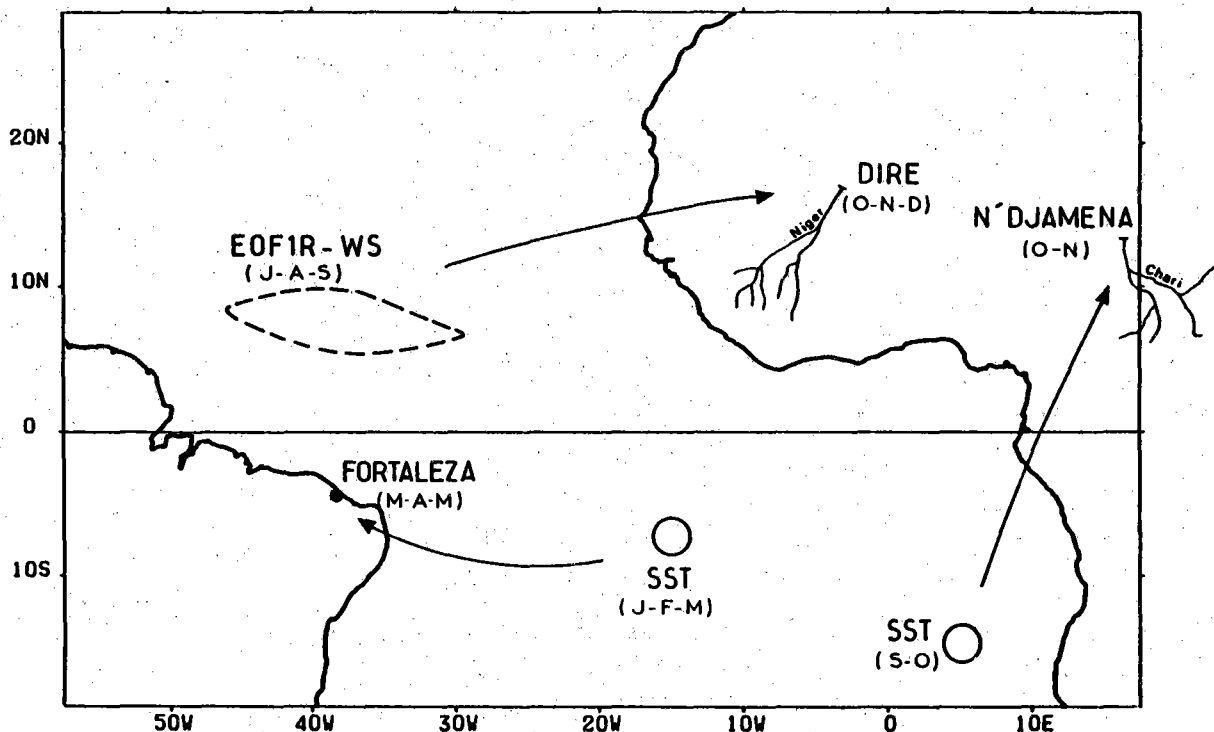 20N
10N
0
10S
50W
40W
30W
20W
10W
0
10E
EOF1R-WS
(J-A-S)
DIRE
(O-N-D)
Niger
N'DJAMENA
(O-N)
Chari
FORTALEZA
(M-A-M)
SST
(J-F-M)
SST
(S-O)